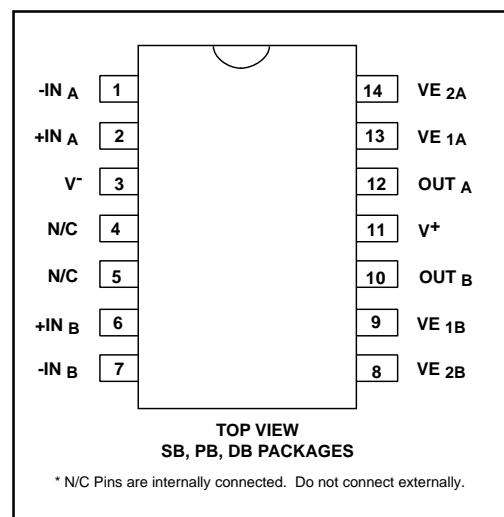 -IN A 1 14 VE 2A
+IN A 2 13 VE 1A
V- 3 12 OUT A
N/C 4 11 V+
N/C 5 10 OUT B
+IN B 6 9 VE 1B
-IN B 7 8 VE 2B
TOP VIEW
SB, PB, DB PACKAGES
* N/C Pins are internally connected. Do not connect externally.